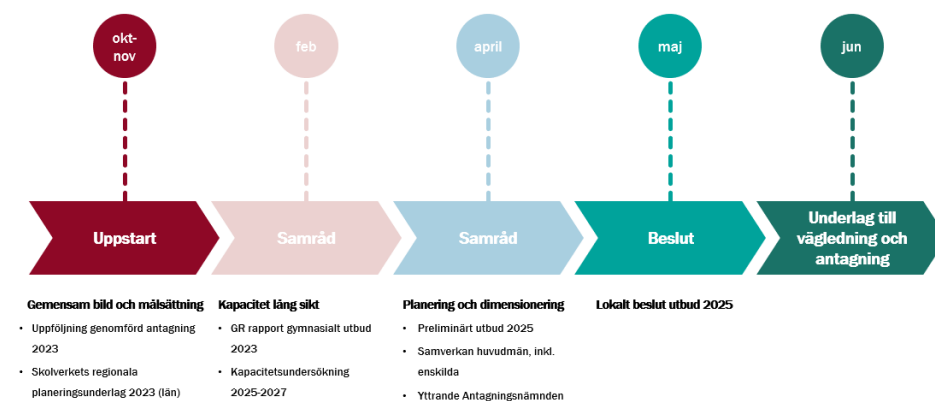 okt-
nov
feb
april
maj
jun
Uppstart
Samråd
Samråd
Beslut
Underlag till
vägledning och
antagning
Gemensam bild och målsättning
• Uppföljning genomförd antagning
2023
• Skolverkets regionala
planeringsunderlag 2023 (län)
Kapacitet lång sikt
• GR rapport gymnasialt utbud
2023
• Kapacitetsundersökning
2025-2027
Planering och dimensionering
• Preliminärt utbud 2025
• Samverkan huvudmän, inkl.
enskilda
• Yttrande Antagningsnämnden
Lokalt beslut utbud 2025